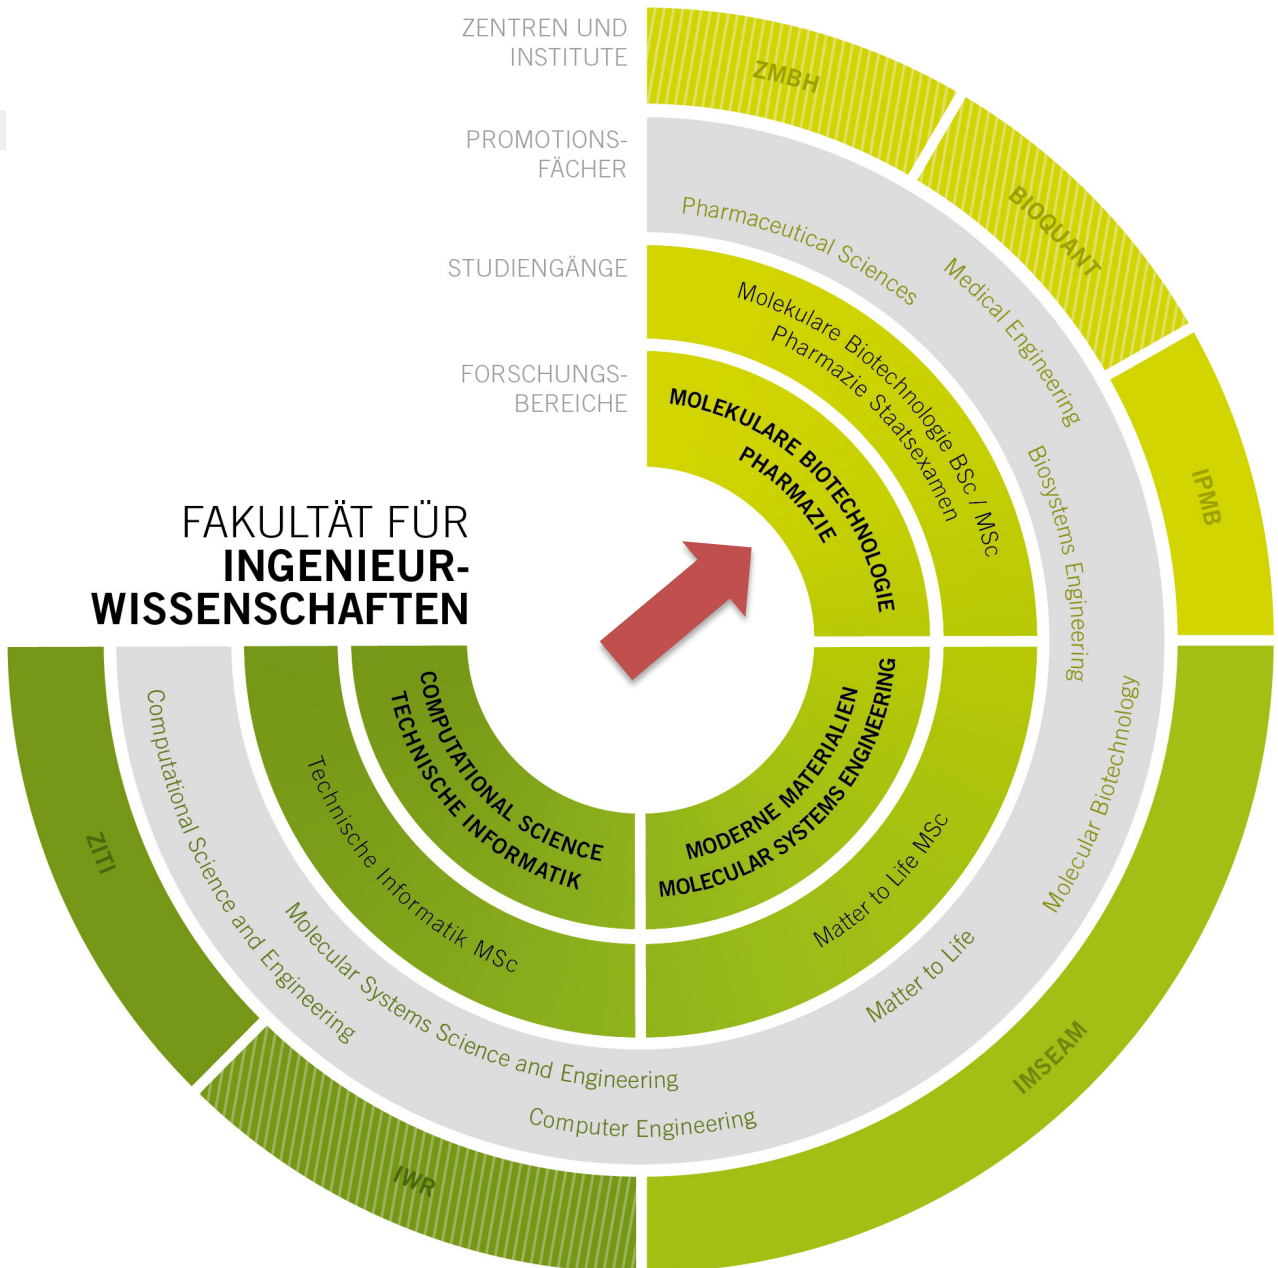 ZENTREN UND
INSTITUTE
PROMOTIONS-
FÄCHER
STUDIENGÄNGE
FORSCHUNGS-
BEREICHE
FAKULTÄT FÜR
INGENIEUR-
WISSENSCHAFTEN
ZMBH
BIOQUANT
IPMB
IMSEAM
IWR
ZITI
Pharmaceutical Sciences
Medical Engineering
Biosystems Engineering
Molecular Biotechnology
Matter to Life
Computer Engineering
Molecular Systems Science and Engineering
Computational Science and Engineering
Molekulare Biotechnologie BSc / MSc
Pharmazie Staatsexamen
Matter to Life MSc
Technische Informatik MSc
MOLEKULARE BIOTECHNOLOGIE
PHARMAZIE
MODERNE MATERIALIEN
MOLECULAR SYSTEMS ENGINEERING
COMPUTATIONAL SCIENCE
TECHNISCHE INFORMATIK